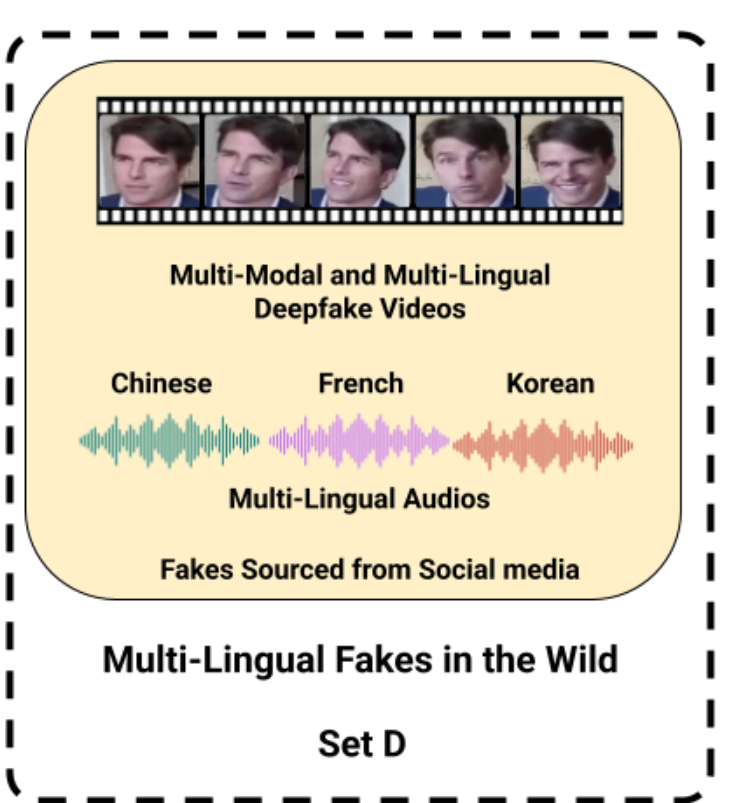 Multi-Modal and Multi-Lingual
Deepfake Videos
Chinese French Korean
Multi-Lingual Audios
Fakes Sourced from Social media
Multi-Lingual Fakes in the Wild
Set D